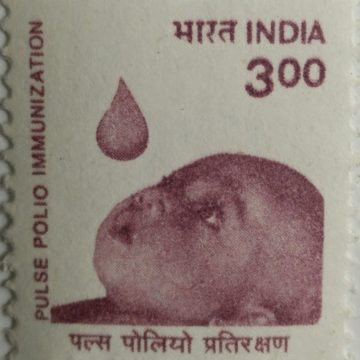 भारत INDIA
3.00
PULSE POLIO IMMUNIZATION
पल्स पोलियो प्रतिरक्षण